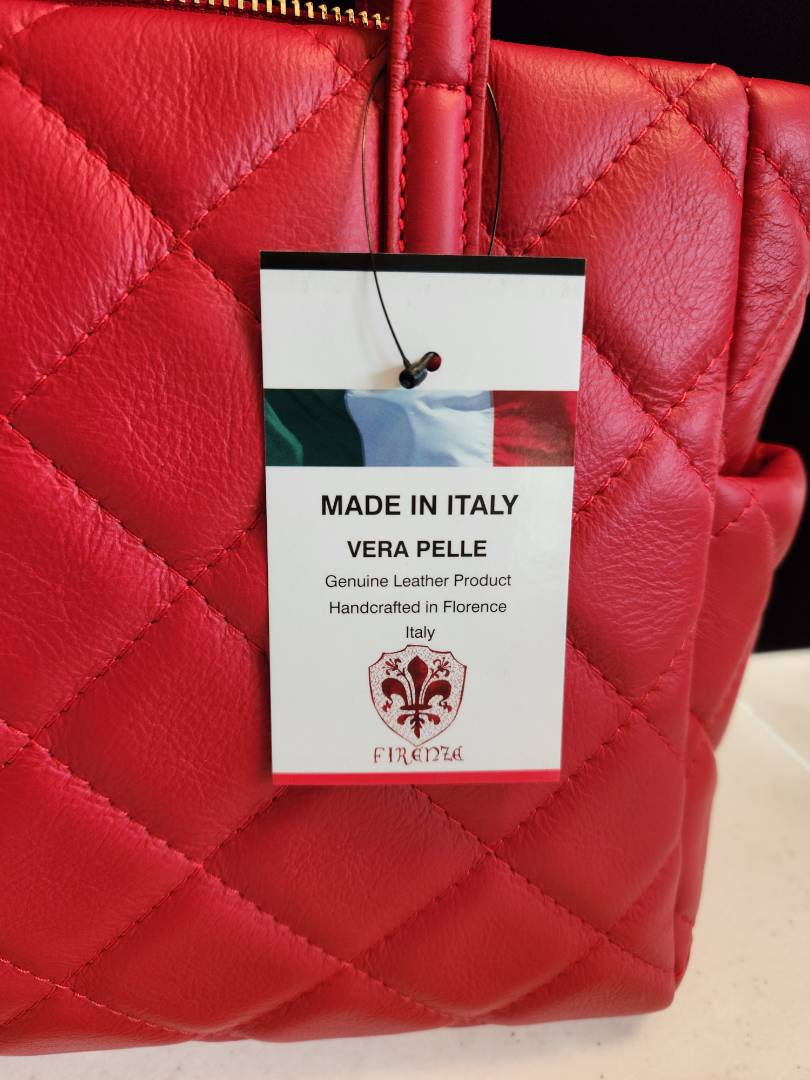 MADE IN ITALY
VERA PELLE
Genuine Leather Product
Handcrafted in Florence
Italy
FIRENZE